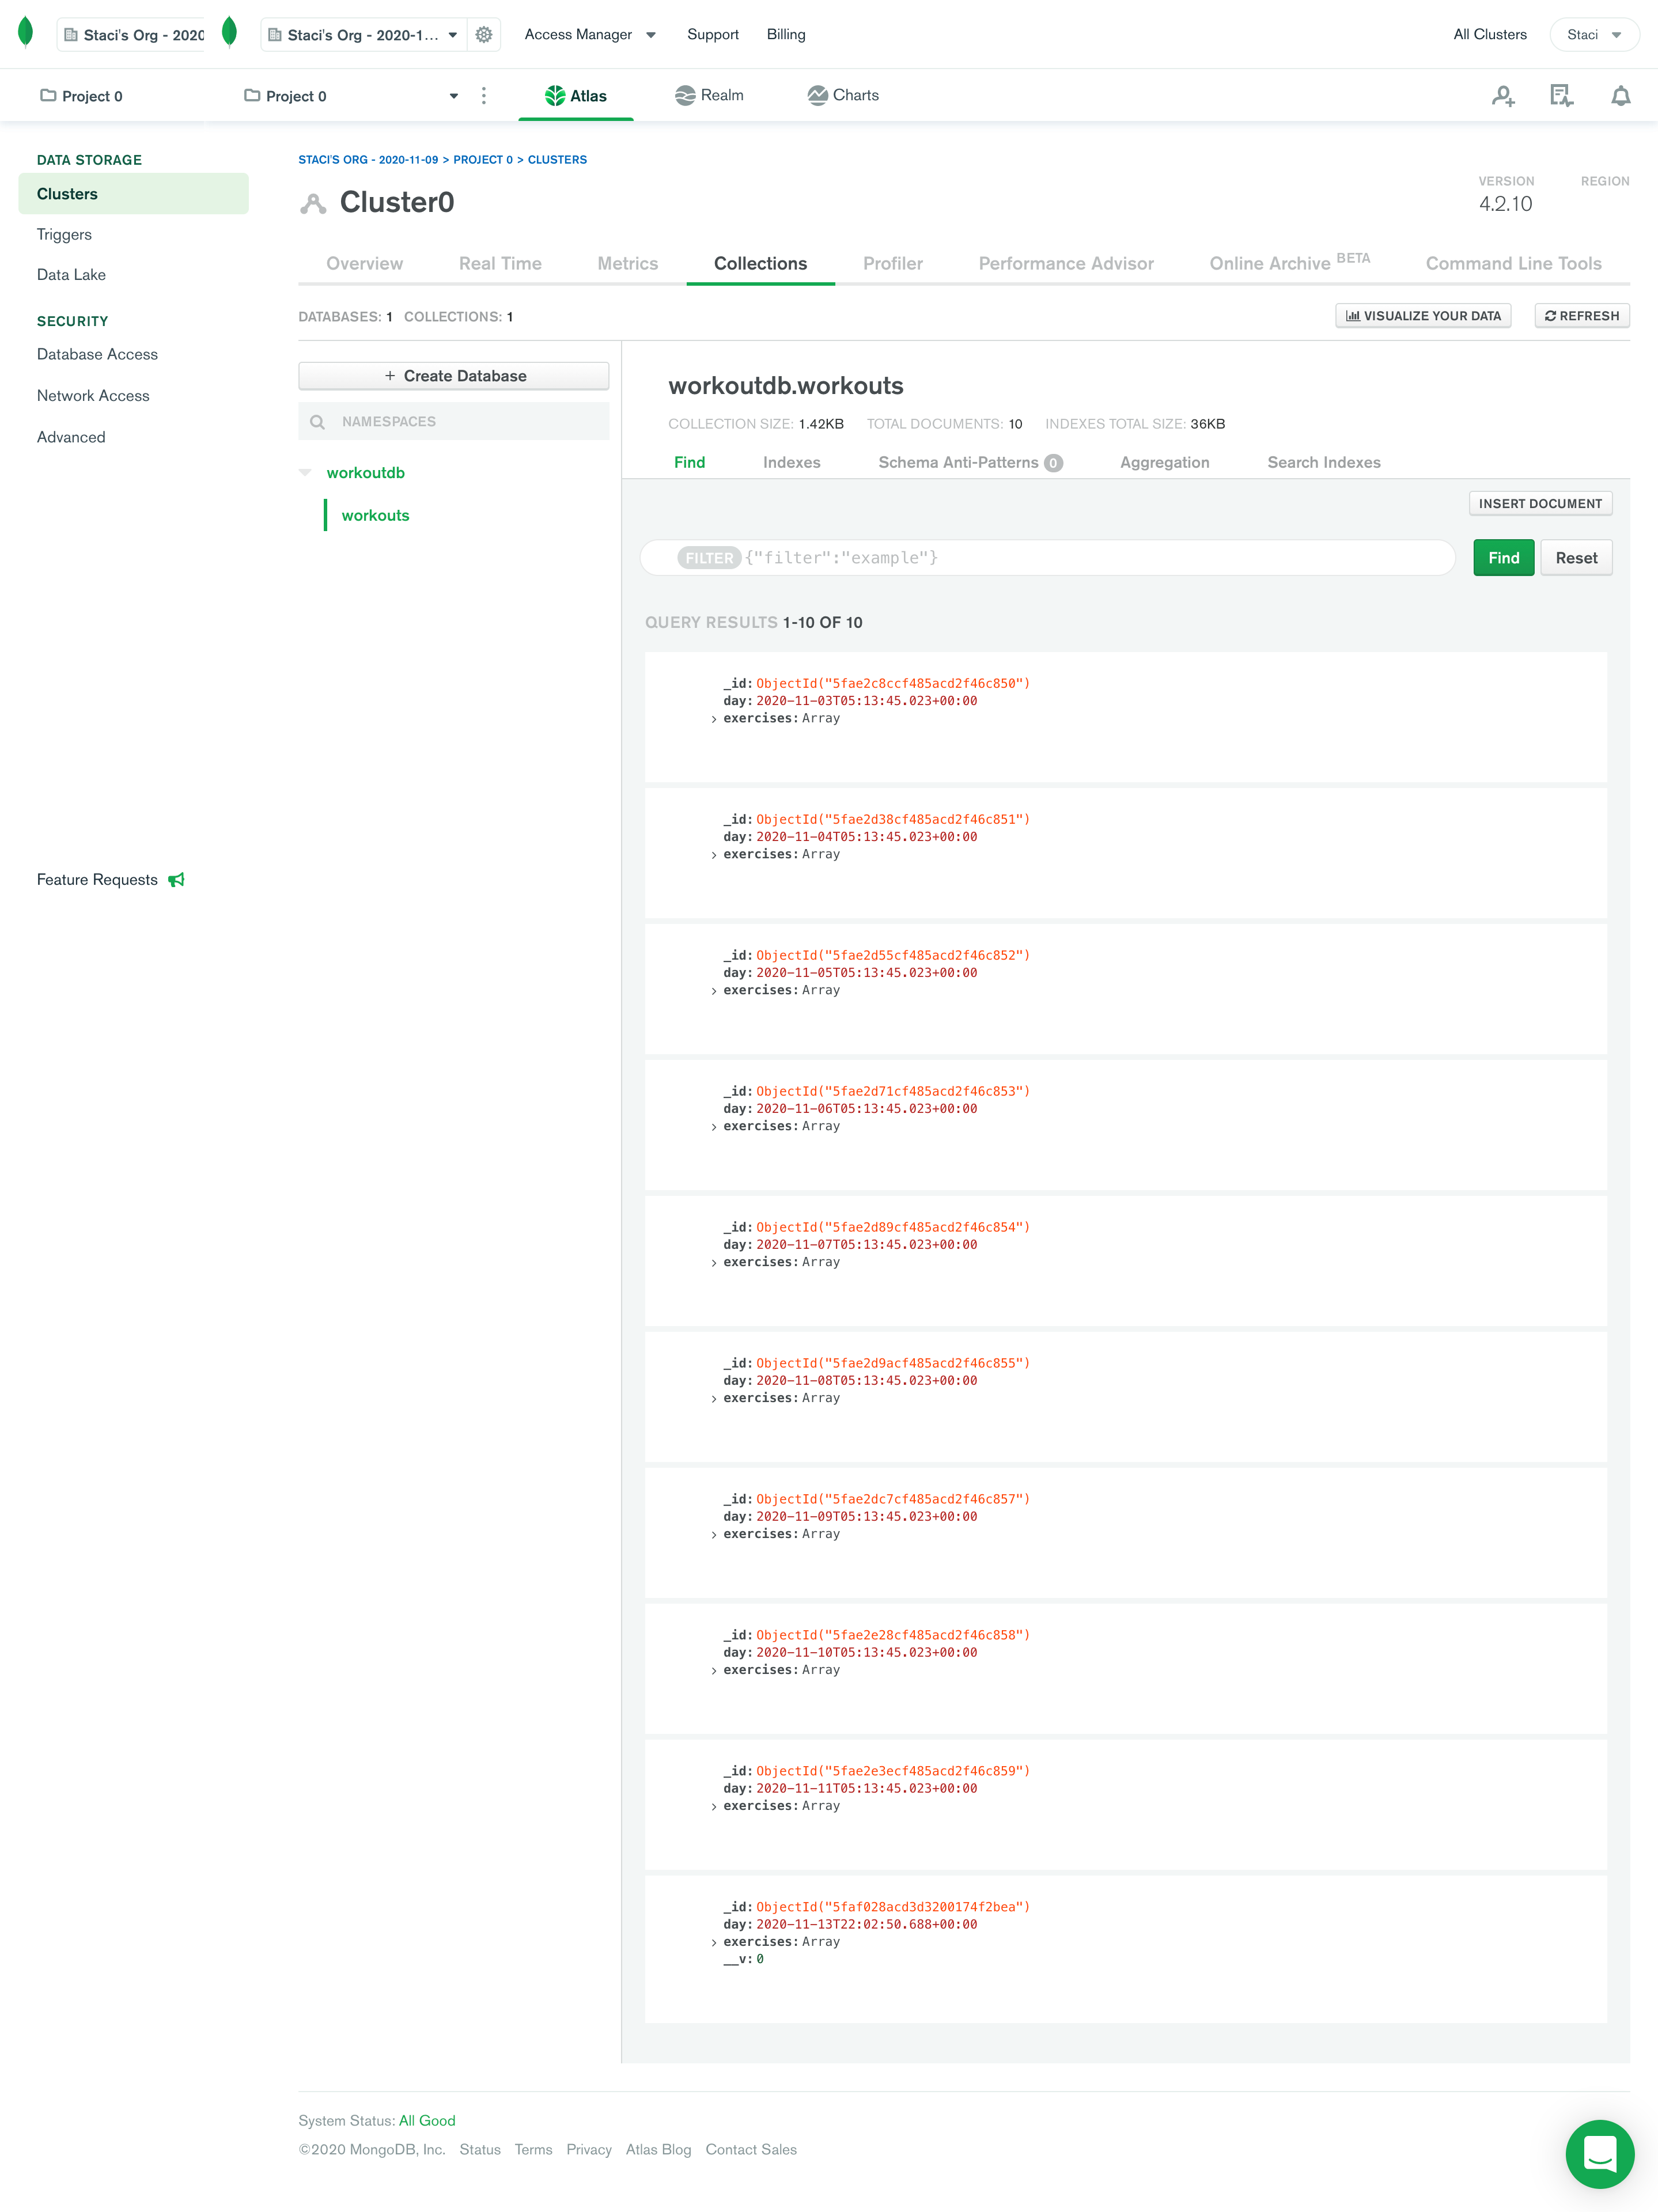 Staci's Org - 2020
Staci's Org - 2020-1...
Access Manager
Support
Billing
All Clusters
Staci
Project 0
Project 0
Atlas
Realm
Charts
DATA STORAGE
Clusters
Triggers
Data Lake
SECURITY
Database Access
Network Access
Advanced
Feature Requests
STACI'S ORG - 2020-11-09 > PROJECT 0 > CLUSTERS
Cluster0
VERSION
4.2.10
REGION
Overview
Real Time
Metrics
Collections
Profiler
Performance Advisor
Online Archive BETA
Command Line Tools
DATABASES: 1 COLLECTIONS: 1
VISUALIZE YOUR DATA
REFRESH
+ Create Database
NAMESPACES
workoutdb
workouts
workoutdb.workouts
COLLECTION SIZE: 1.42KB TOTAL DOCUMENTS: 10 INDEXES TOTAL SIZE: 36KB
Find
Indexes
Schema Anti-Patterns 0
Aggregation
Search Indexes
INSERT DOCUMENT
FILTER {"filter":"example"}
Find
Reset
QUERY RESULTS 1-10 OF 10
_id: ObjectId("5fae2c8ccf485acd2f46c850")
day: 2020-11-03T05:13:45.023+00:00
> exercises: Array
_id: ObjectId("5fae2d38cf485acd2f46c851")
day: 2020-11-04T05:13:45.023+00:00
> exercises: Array
_id: ObjectId("5fae2d55cf485acd2f46c852")
day: 2020-11-05T05:13:45.023+00:00
> exercises: Array
_id: ObjectId("5fae2d71cf485acd2f46c853")
day: 2020-11-06T05:13:45.023+00:00
> exercises: Array
_id: ObjectId("5fae2d89cf485acd2f46c854")
day: 2020-11-07T05:13:45.023+00:00
> exercises: Array
_id: ObjectId("5fae2d9acf485acd2f46c855")
day: 2020-11-08T05:13:45.023+00:00
> exercises: Array
_id: ObjectId("5fae2dc7cf485acd2f46c857")
day: 2020-11-09T05:13:45.023+00:00
> exercises: Array
_id: ObjectId("5fae2e28cf485acd2f46c858")
day: 2020-11-10T05:13:45.023+00:00
> exercises: Array
_id: ObjectId("5fae2e3ecf485acd2f46c859")
day: 2020-11-11T05:13:45.023+00:00
> exercises: Array
_id: ObjectId("5faf028acd3d3200174f2bea")
day: 2020-11-13T22:02:50.688+00:00
> exercises: Array
__v: 0
System Status: All Good
©2020 MongoDB, Inc. Status Terms Privacy Atlas Blog Contact Sales